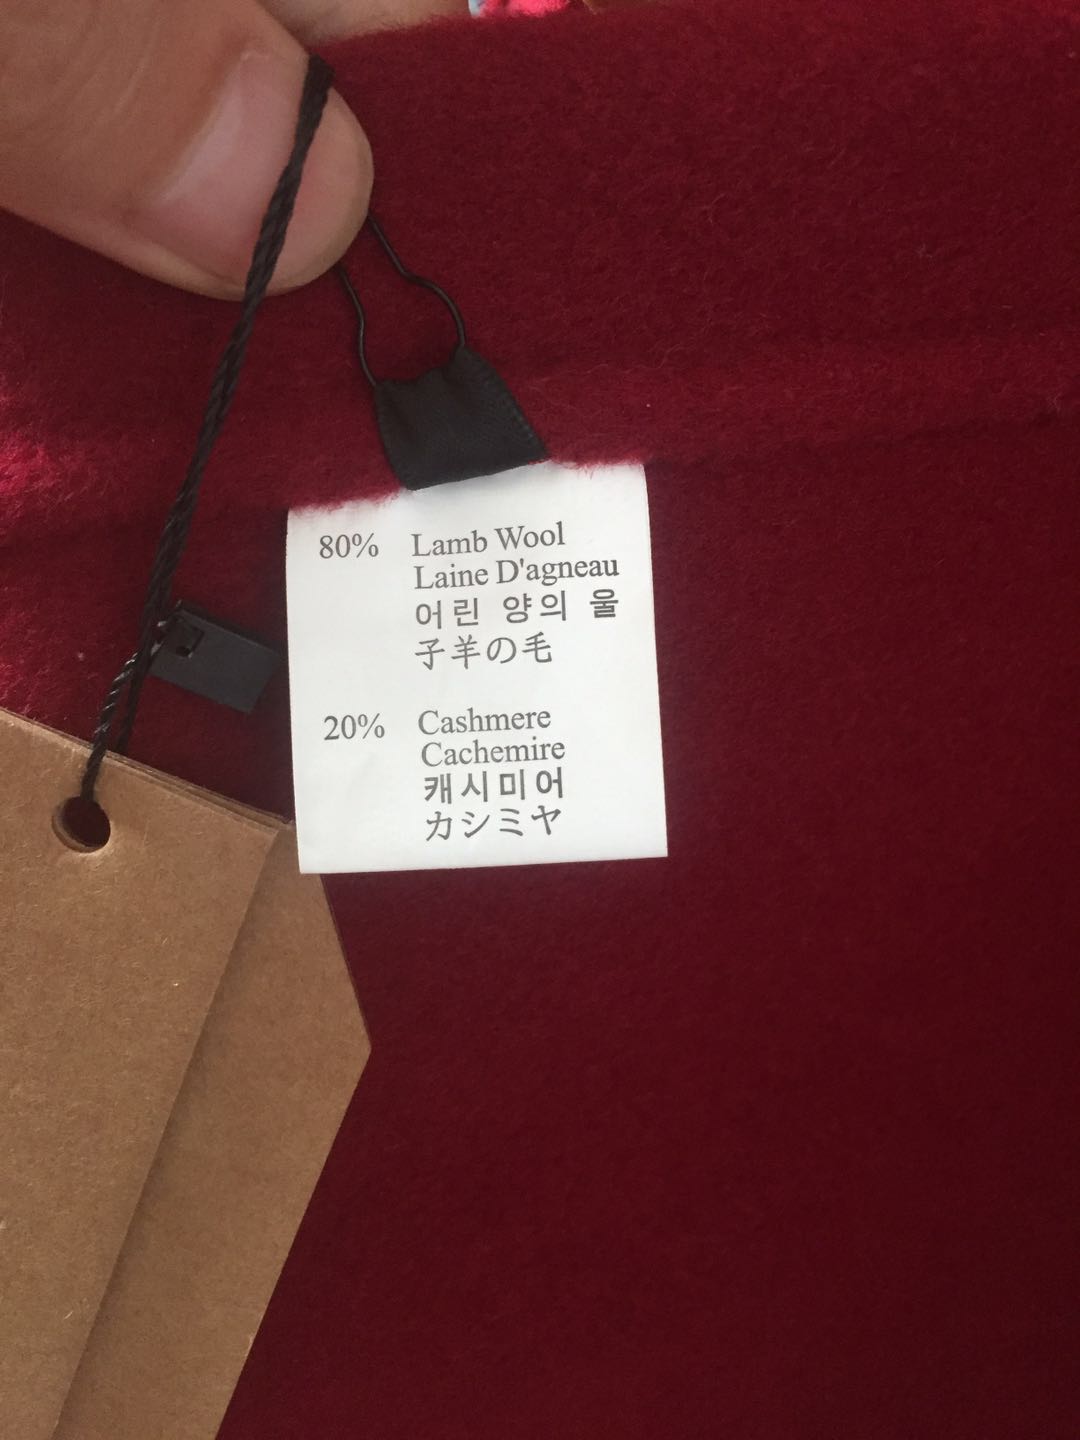 80% Lamb Wool
Laine D'agneau
어린 양의 울
子羊の毛
20% Cashmere
Cachemire
캐시미어
カシミヤ